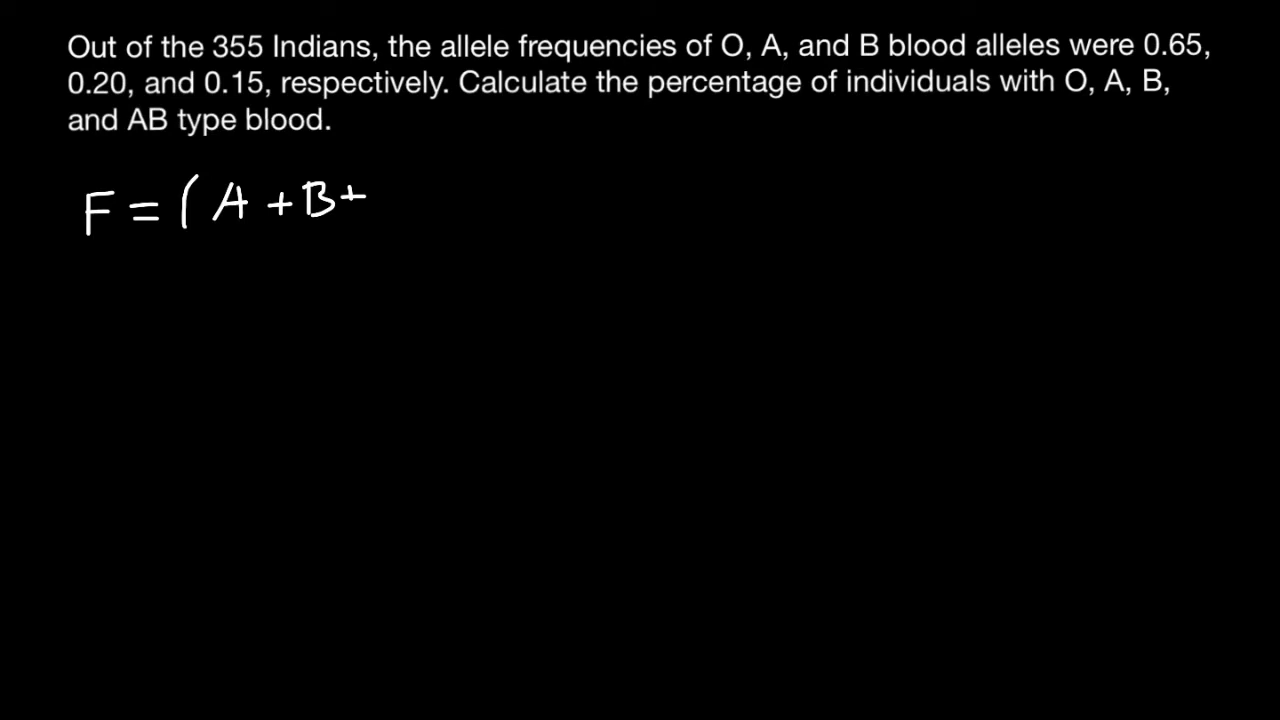 Out of the 355 Indians, the allele frequencies of O, A, and B blood alleles were 0.65,
0.20, and 0.15, respectively. Calculate the percentage of individuals with O, A, B,
and AB type blood.
F = ( A + B +